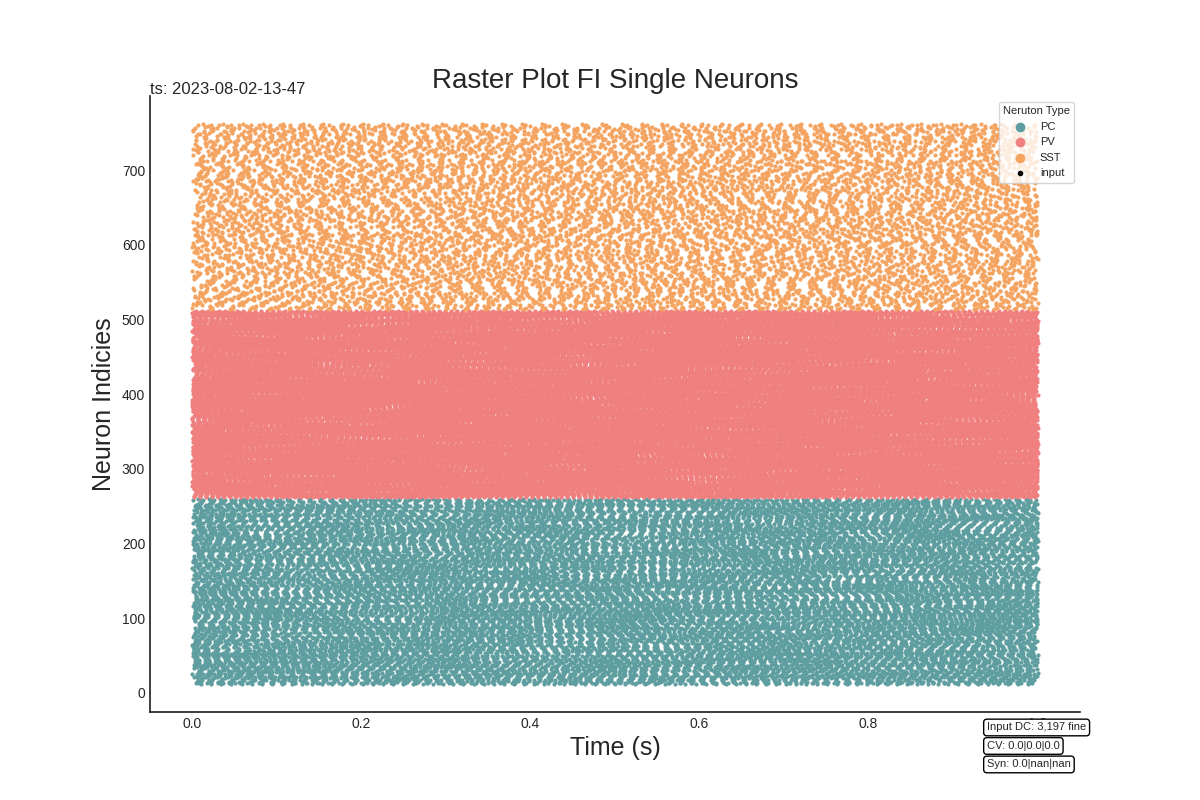 Raster Plot FI Single Neurons
ts: 2023-08-02-13-47
Neruton Type
PC
PV
SST
input
Neuron Indicies
700
600
500
400
300
200
100
0
0.0
0.2
0.4
0.6
0.8
Time (s)
Input DC: 3,197 fine
CV: 0.0|0.0|0.0
Syn: 0.0|nan|nan